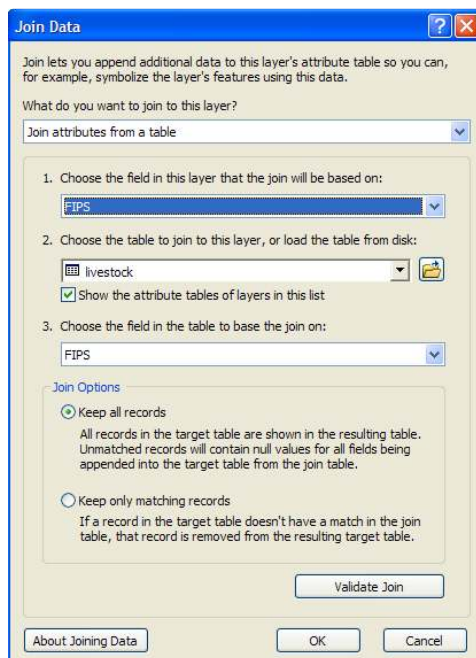 Join Data
Join lets you append additional data to this layer's attribute table so you can,
for example, symbolize the layer's features using this data.
What do you want to join to this layer?
Join attributes from a table
1. Choose the field in this layer that the join will be based on:
FIPS
2. Choose the table to join to this layer, or load the table from disk:
livestock
Show the attribute tables of layers in this list
3. Choose the field in the table to base the join on:
FIPS
Join Options
Keep all records
All records in the target table are shown in the resulting table.
Unmatched records will contain null values for all fields being
appended into the target table from the join table.
Keep only matching records
If a record in the target table doesn't have a match in the join
table, that record is removed from the resulting target table.
Validate Join
About Joining Data
OK
Cancel